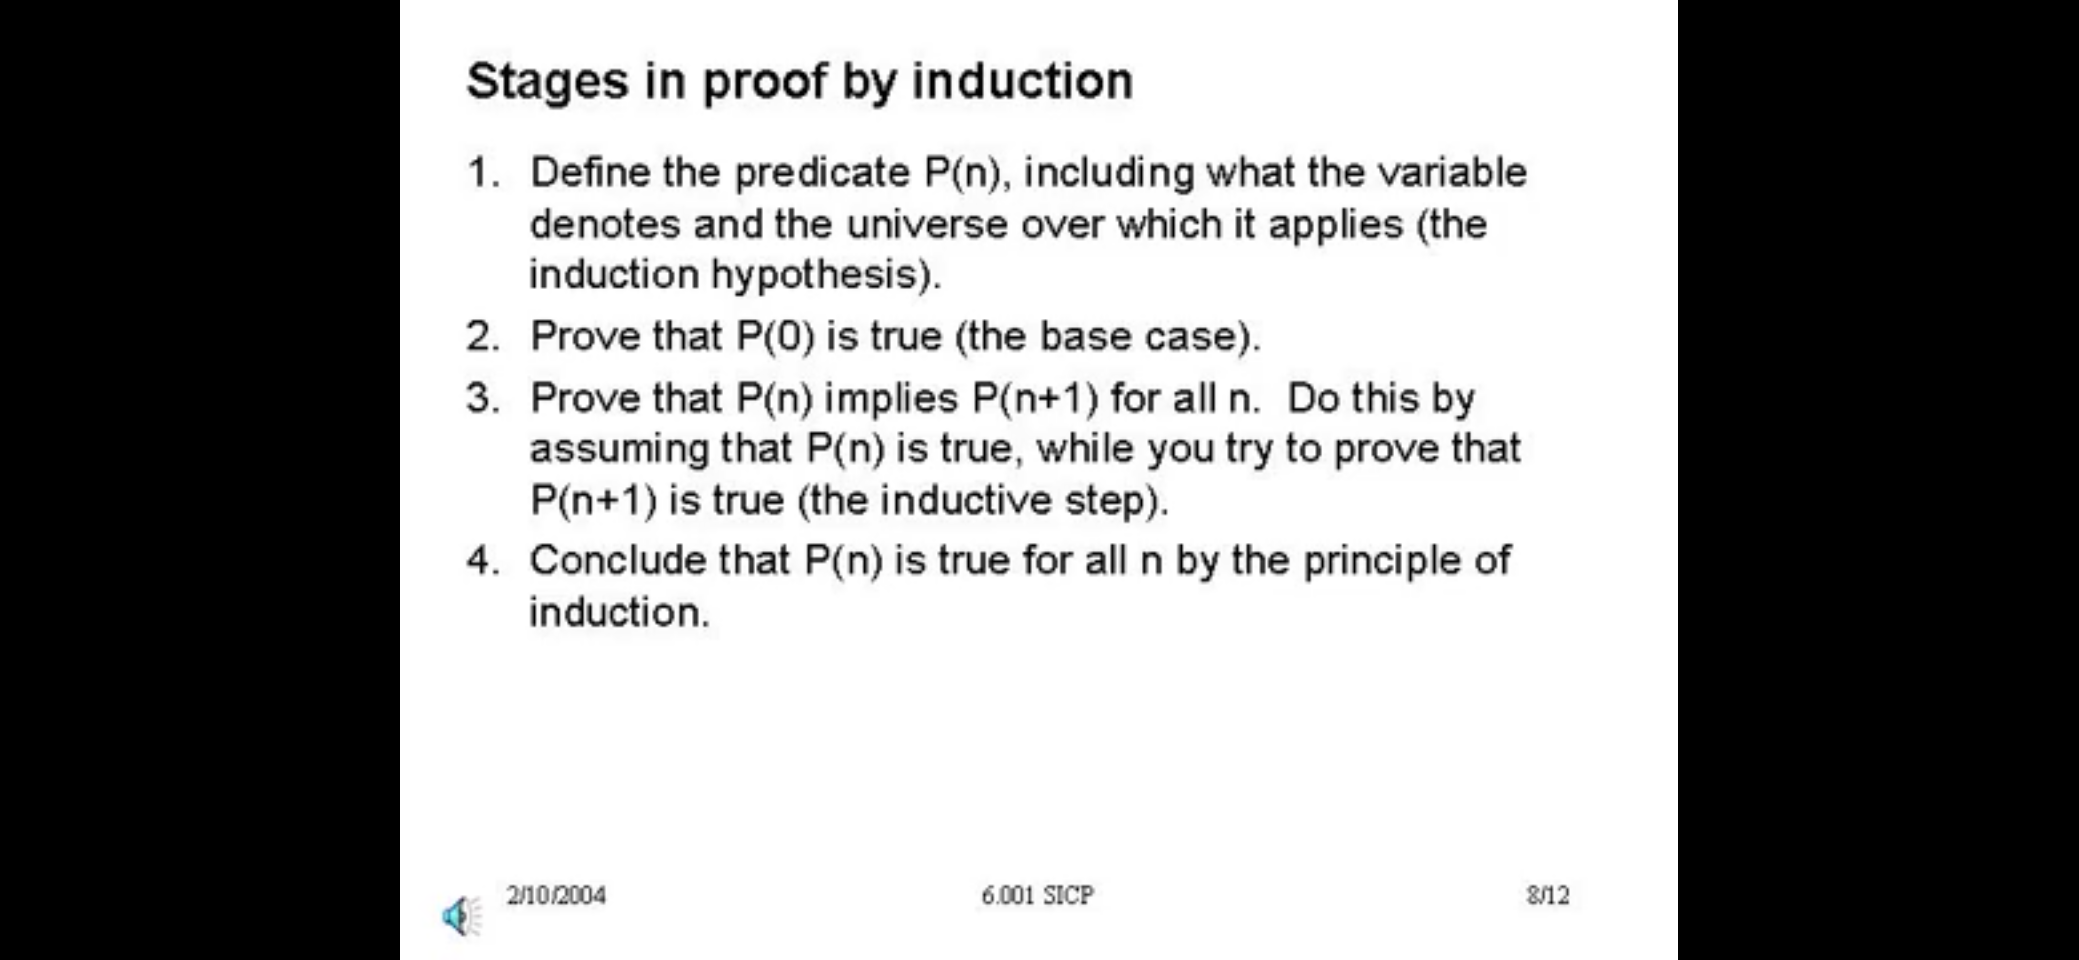 Stages in proof by induction
1. Define the predicate P(n), including what the variable
denotes and the universe over which it applies (the
induction hypothesis).
2. Prove that P(0) is true (the base case).
3. Prove that P(n) implies P(n+1) for all n. Do this by
assuming that P(n) is true, while you try to prove that
P(n+1) is true (the inductive step).
4. Conclude that P(n) is true for all n by the principle of
induction.
2/10/2004
6.001 SICP
8/12